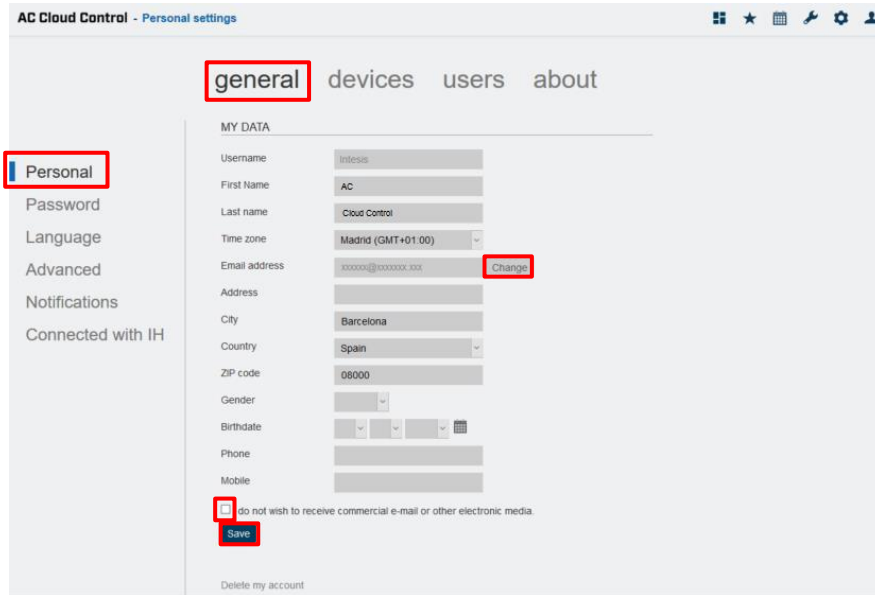 AC Cloud Control - Personal settings
general devices users about
MY DATA
Personal
Password
Language
Advanced
Notifications
Connected with IH
Username Intesis
First Name AC
Last name Cloud Control
Time zone Madrid (GMT+01:00)
Email address xxxxxx@xxxxxxx.xxx Change
Address
City Barcelona
Country Spain
ZIP code 08000
Gender
Birthdate
Phone
Mobile
do not wish to receive commercial e-mail or other electronic media.
Save
Delete my account